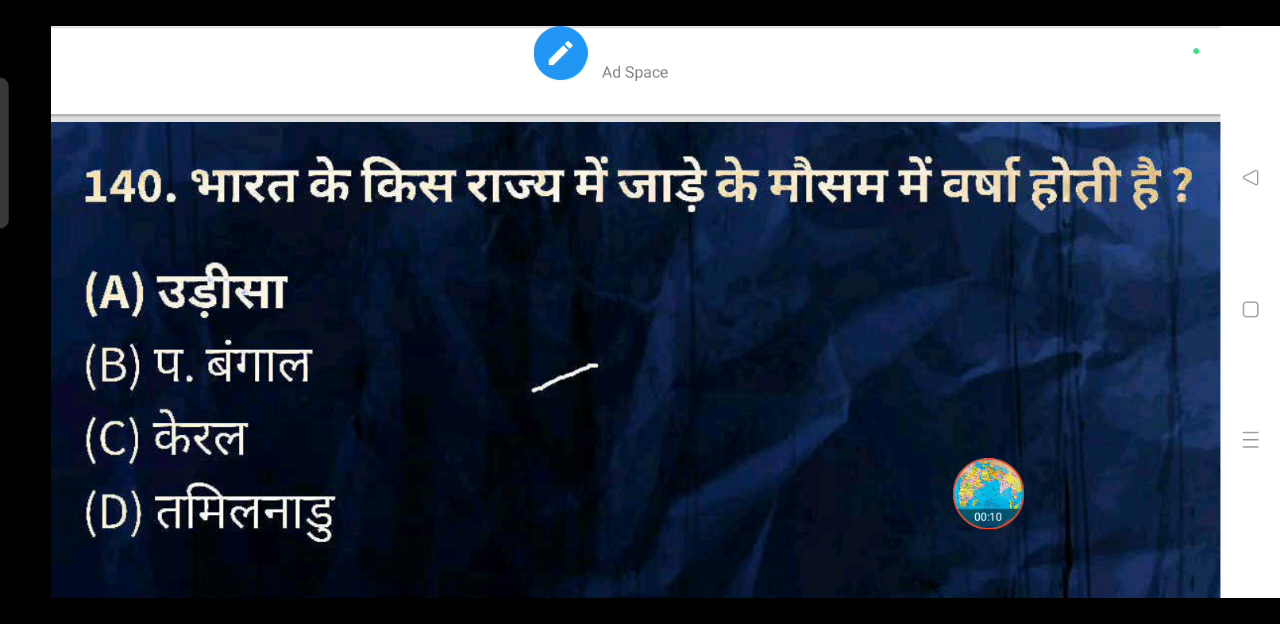 Ad Space
140. भारत के किस राज्य में जाड़े के मौसम में वर्षा होती है ?
(A) उड़ीसा
(B) प. बंगाल
(C) केरल
(D) तमिलनाडु
00:10